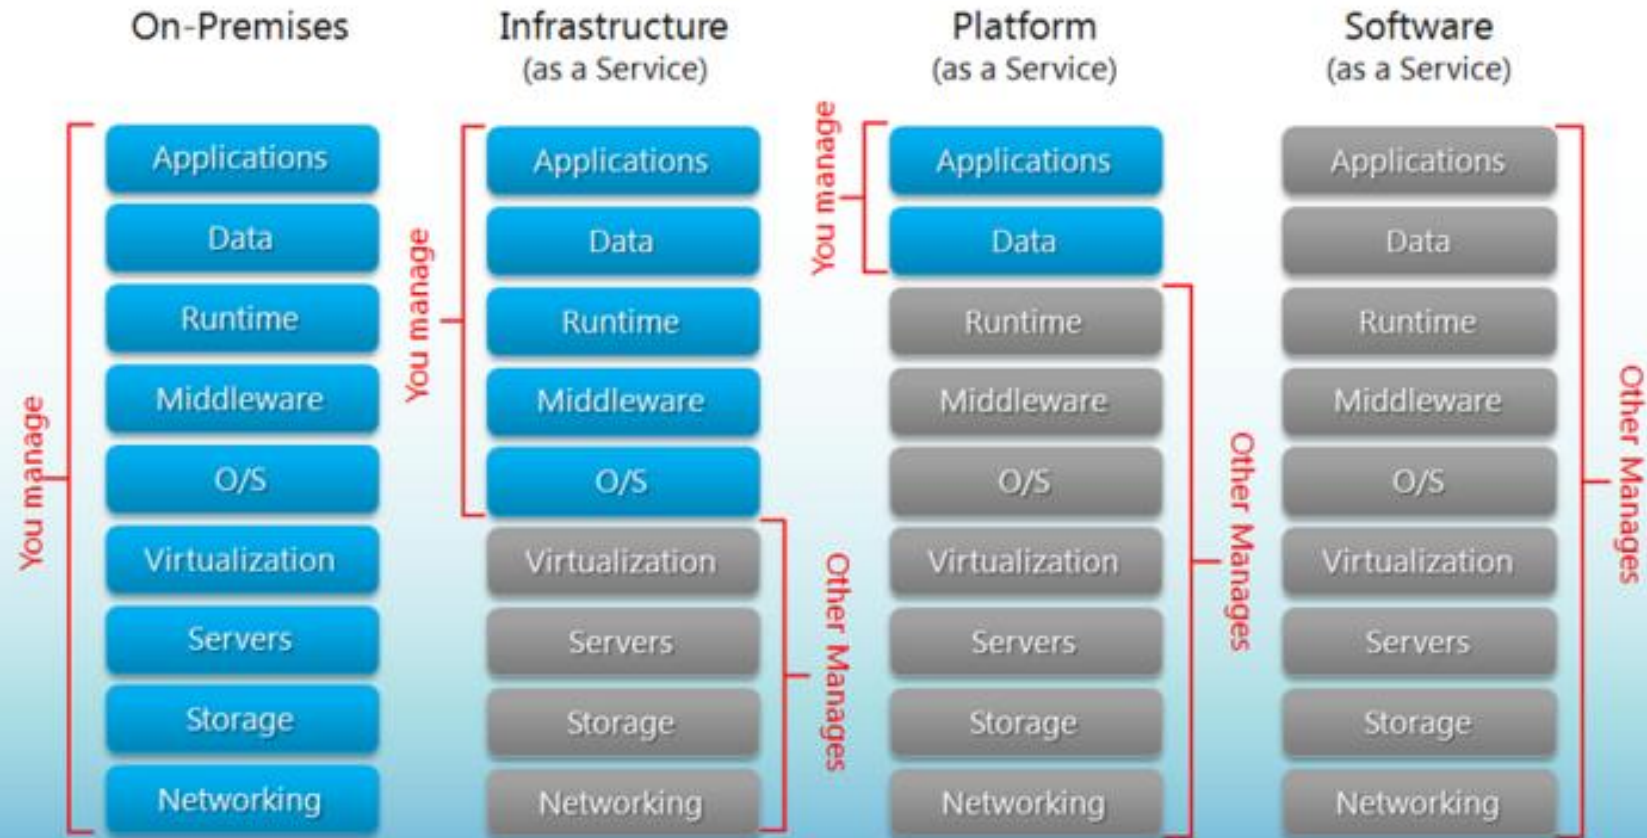 On-Premises
You manage
Applications
Data
Runtime
Middleware
O/S
Virtualization
Servers
Storage
Networking
Infrastructure
(as a Service)
You manage
Applications
Data
Runtime
Middleware
O/S
Virtualization
Servers
Storage
Networking
Other Manages
Platform
(as a Service)
You manage
Applications
Data
Runtime
Middleware
O/S
Virtualization
Servers
Storage
Networking
Other Manages
Software
(as a Service)
Applications
Data
Runtime
Middleware
O/S
Virtualization
Servers
Storage
Networking
Other Manages